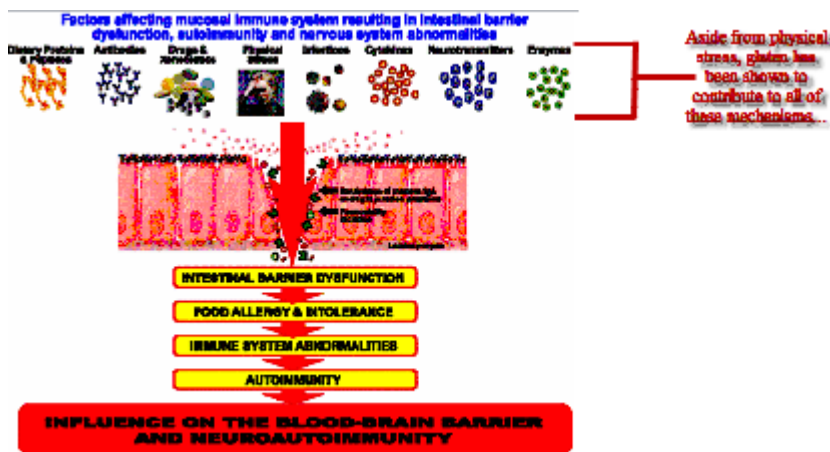 Factors affecting mucosal immune system resulting in intestinal barrier
dysfunction, autoimmunity and nervous system abnormalities
Dietary Proteins
& Peptides
Antibodies
Drugs &
Xenobiotics
Physical
Stress
Infections
Cytokines
Neurotransmitters
Enzymes
Aside from physical
stress, gluten has
been shown to
contribute to all of
these mechanisms...
INTESTINAL BARRIER DYSFUNCTION
FOOD ALLERGY & INTOLERANCE
IMMUNE SYSTEM ABNORMALITIES
AUTOIMMUNITY
INFLUENCE ON THE BLOOD-BRAIN BARRIER
AND NEUROAUTOIMMUNITY